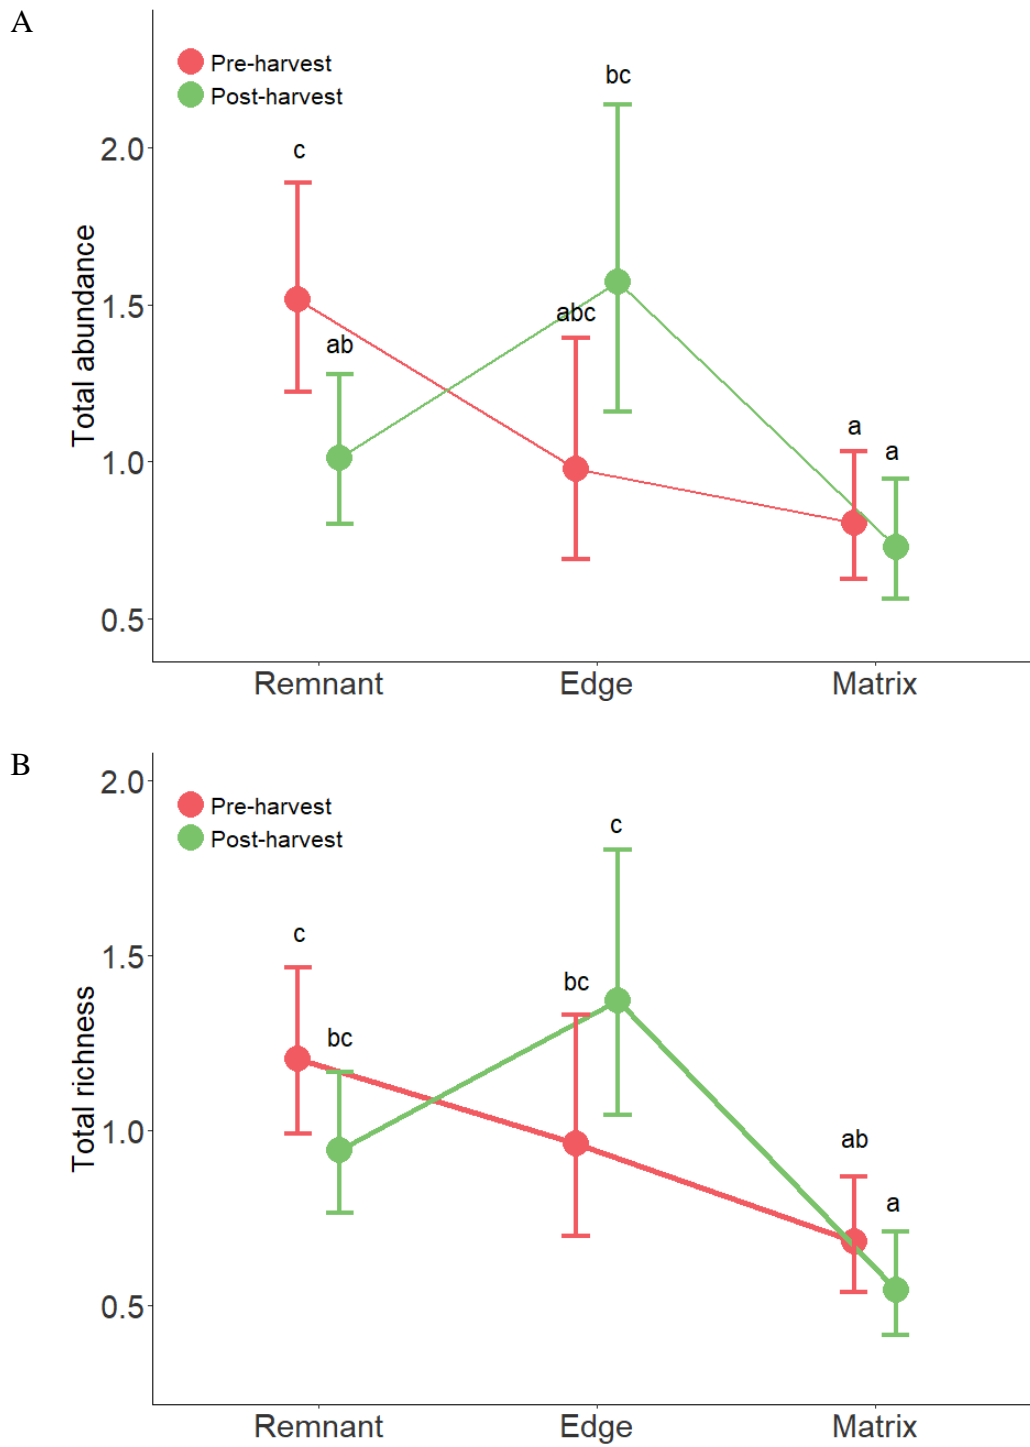 A
Pre-harvest
Post-harvest
bc
2.0
c
Total abundance
1.5
abc
ab
a
a
1.0
0.5
Remnant Edge Matrix
B
2.0
Pre-harvest
Post-harvest
c
1.5
c
bc
bc
Total richness
1.0
ab
a
0.5
Remnant Edge Matrix